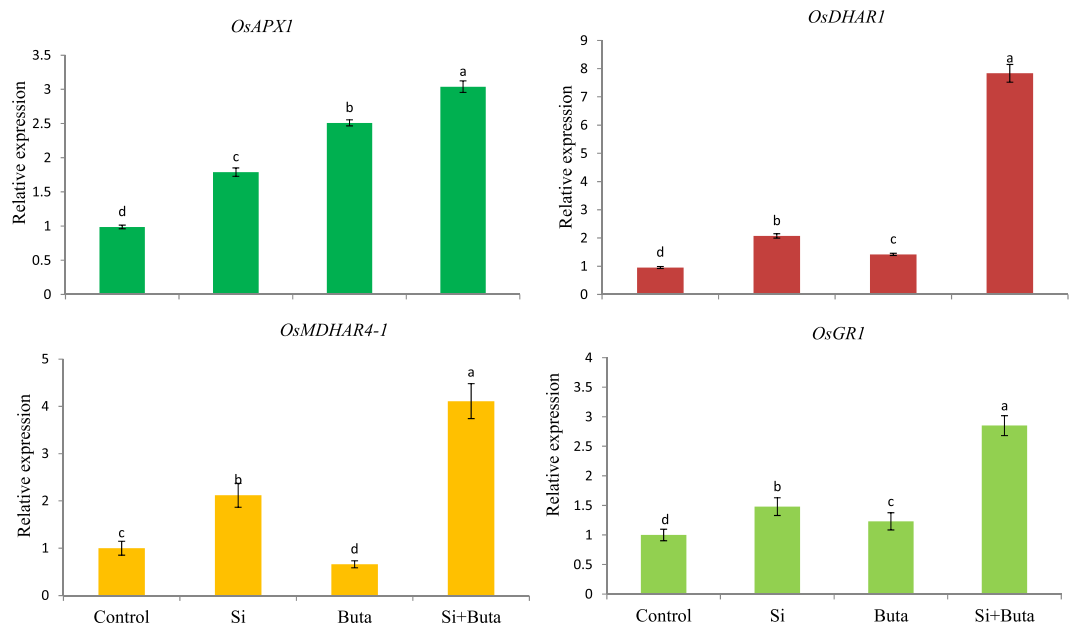 OsAPX1
Relative expression
3.5
3
2.5
2
1.5
1
0.5
0
d
c
b
a
OsDHAR1
Relative expression
9
8
7
6
5
4
3
2
1
0
d
b
c
a
OsMDHAR4-1
Relative expression
5
4
3
2
1
0
c
b
d
a
Control Si Buta Si+Buta
OsGR1
Relative expression
4
3.5
3
2.5
2
1.5
1
0.5
0
d
b
c
a
Control Si Buta Si+Buta